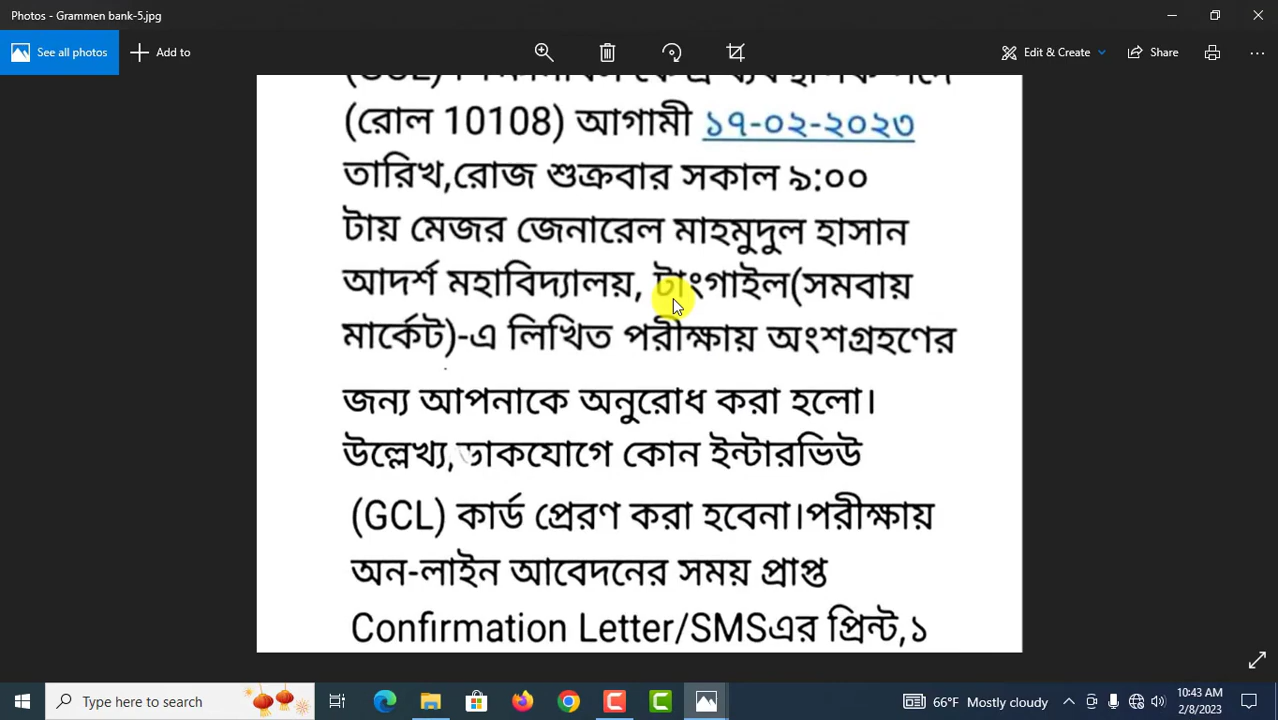 Photos - Grammen bank-5.jpg
See all photos
Add to
Edit & Create
Share
(রোল 10108) আগামী ১৭-০২-২০২৩
তারিখ,রোজ শুক্রবার সকাল ৯:০০
টায় মেজর জেনারেল মাহমুদুল হাসান
আদর্শ মহাবিদ্যালয়, টাংগাইল(সমবায়
মার্কেট)-এ লিখিত পরীক্ষায় অংশগ্রহণের
জন্য আপনাকে অনুরোধ করা হলো।
উল্লেখ্য,ডাকযোগে কোন ইন্টারভিউ
(GCL) কার্ড প্রেরণ করা হবেনা।পরীক্ষায়
অন-লাইন আবেদনের সময় প্রাপ্ত
Confirmation Letter/SMSএর প্রিন্ট,১
Type here to search
66°F Mostly cloudy
10:43 AM
2/8/2023